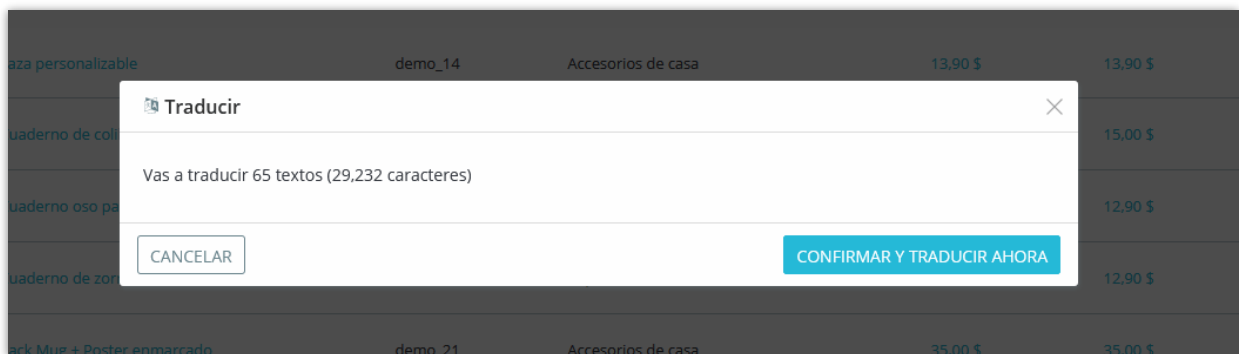 aza personalizable demo_14 Accesorios de casa 13,90 $ 13,90 $
Traducir
uaderno de coli 15,00 $
Vas a traducir 65 textos (29,232 caracteres)
uaderno oso pa 12,90 $
CANCELAR CONFIRMAR Y TRADUCIR AHORA
uaderno de zor 12,90 $
ack Mug + Poster enmarcado demo_21 Accesorios de casa 35,00 $ 35,00 $